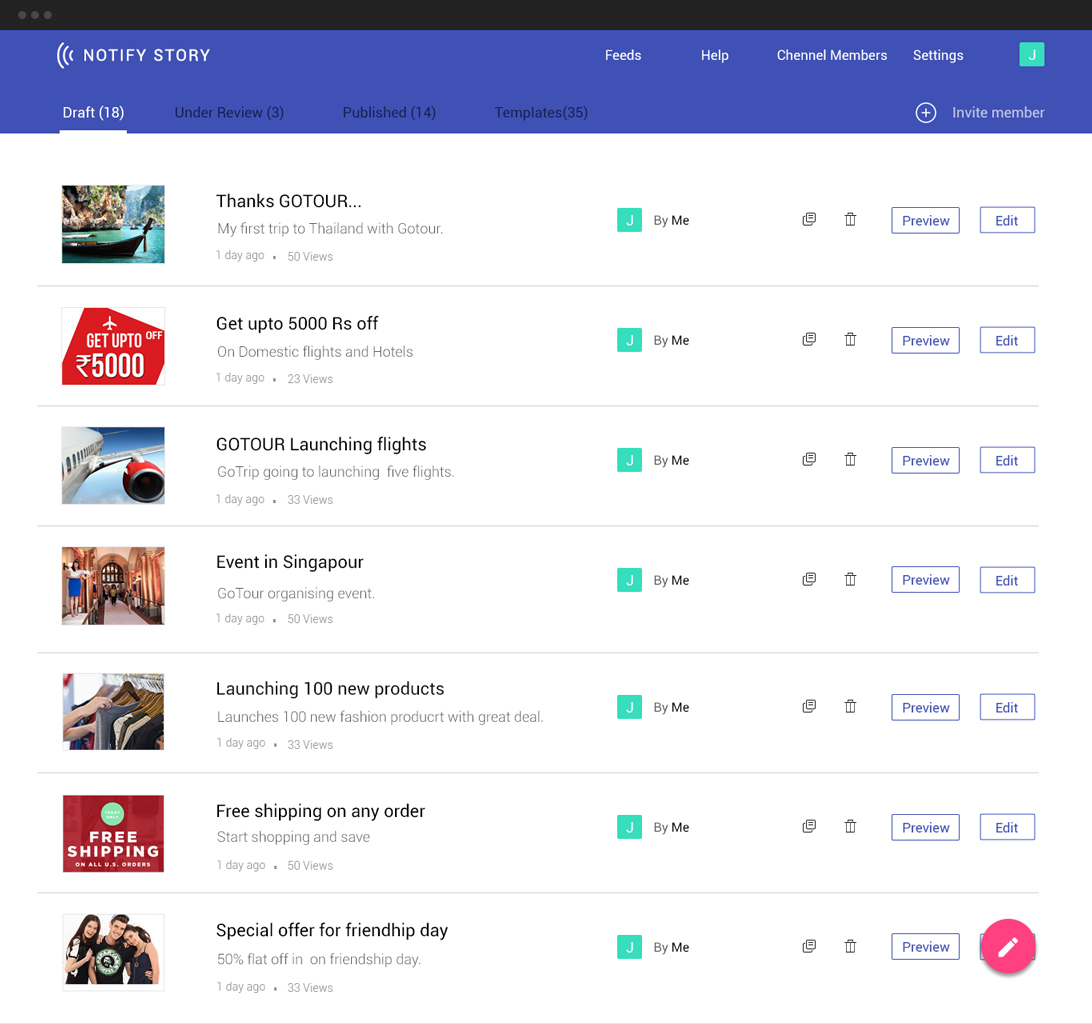 NOTIFY STORY
Feeds Help Channel Members Settings J
Draft (18) Under Review (3) Published (14) Templates(35) Invite member
Thanks GOTOUR...
My first trip to Thailand with Gotour.
1 day ago 50 Views
J By Me Preview Edit
GET UPTO OFF
₹5000
Get upto 5000 Rs off
On Domestic flights and Hotels
1 day ago 23 Views
J By Me Preview Edit
GOTOUR Launching flights
GoTrip going to launching five flights.
1 day ago 33 Views
J By Me Preview Edit
Event in Singapour
GoTour organising event.
1 day ago 50 Views
J By Me Preview Edit
Launching 100 new products
Launches 100 new fashion producrt with great deal.
1 day ago 33 Views
J By Me Preview Edit
FREE
SHIPPING
ON ALL U.S. ORDERS
Free shipping on any order
Start shopping and save
1 day ago 50 Views
J By Me Preview Edit
Special offer for friendhip day
50% flat off in on friendship day.
1 day ago 33 Views
J By Me Preview